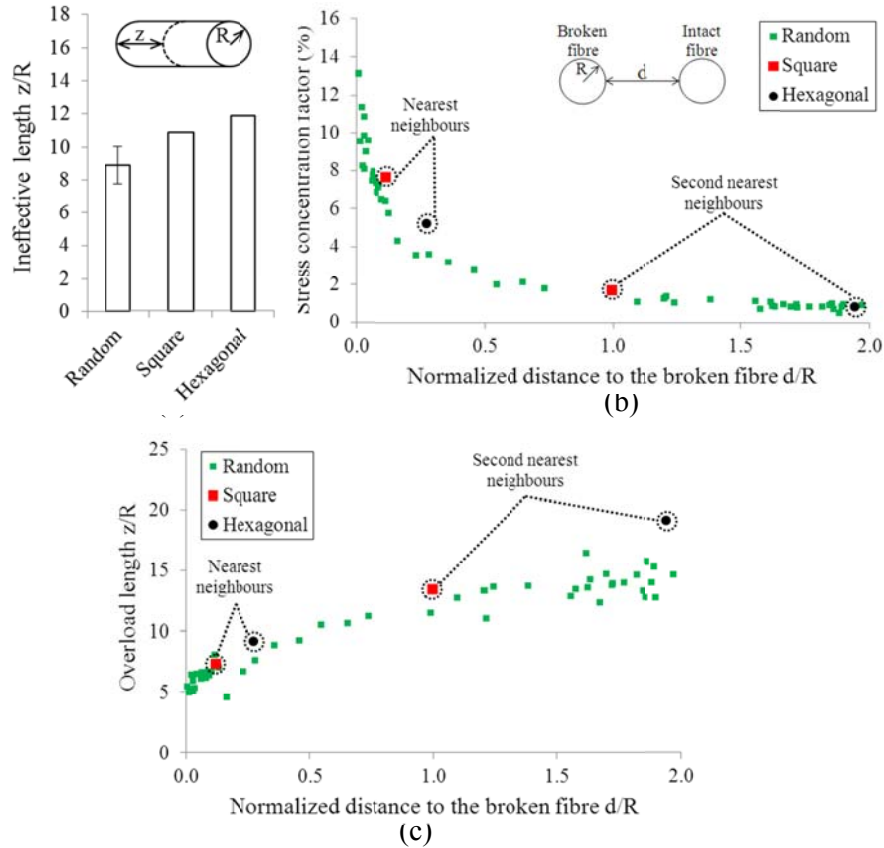 18
16
14
12
10
8
6
4
2
0
Ineffective length z/R
z
R
Random
Square
Hexagonal
16
14
12
10
8
6
4
2
0
Stress concentration factor (%)
Broken
fibre
R
d
Intact
fibre
Random
Square
Hexagonal
Nearest
neighbours
Second nearest
neighbours
0.0
0.5
1.0
1.5
2.0
Normalized distance to the broken fibre d/R
(b)
25
20
15
10
5
0
Overload length z/R
Random
Square
Hexagonal
Second nearest
neighbours
Nearest
neighbours
0.0
0.5
1.0
1.5
2.0
Normalized distance to the broken fibre d/R
(c)